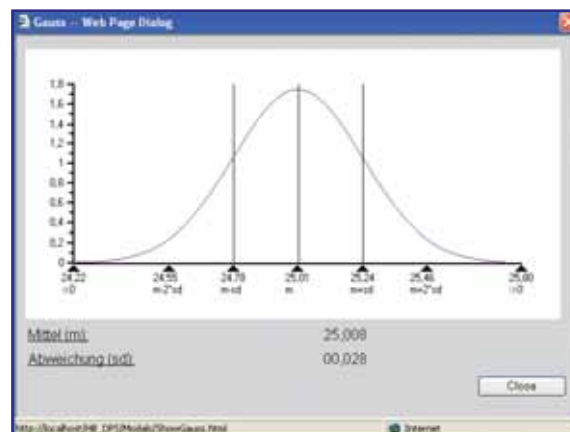 Gauss -- Web Page Dialog
1,8
1,6
1,4
1,2
1
0,8
0,6
0,4
0,2
0
24,22 24,55 24,78 25,01 25,24 25,46 25,80
m-2*sd m-sd m m+sd m+2*sd
Mittel (m): 25,008
Abweichung (sd): 00,028
Close
Internet